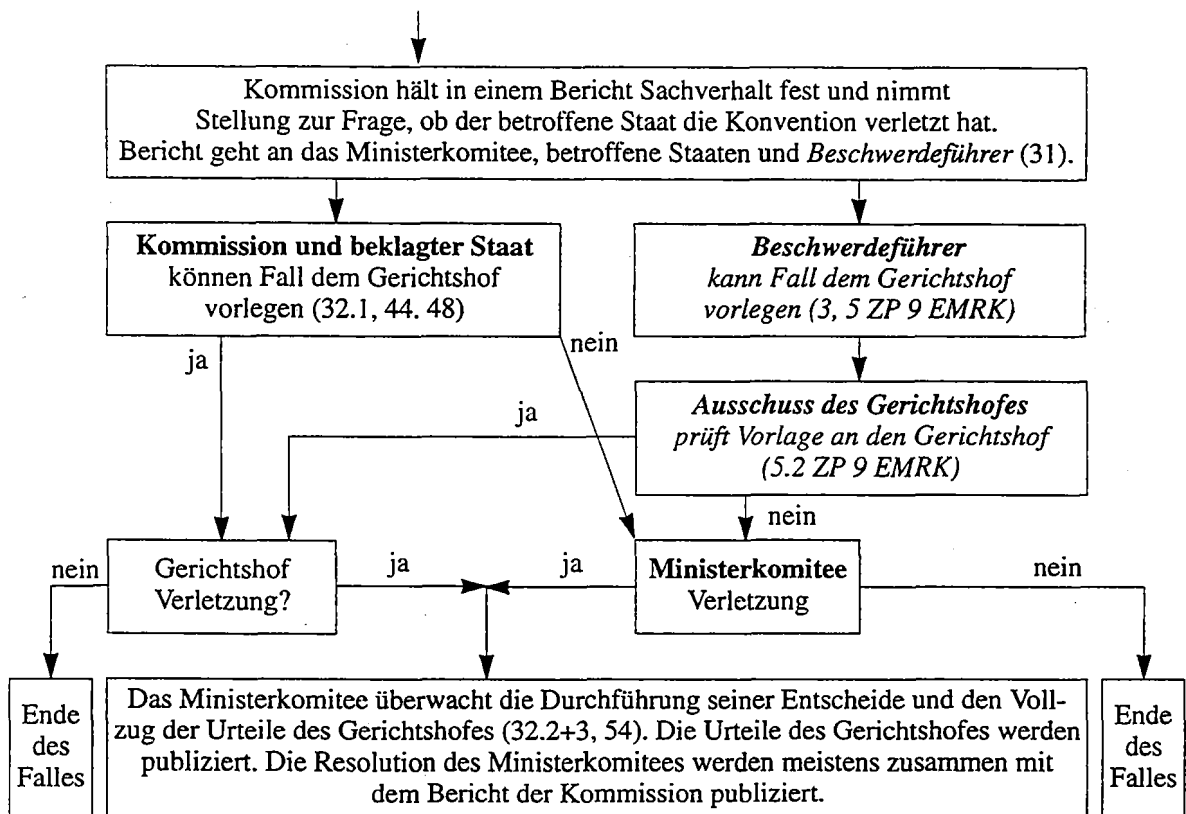 Kommission hält in einem Bericht Sachverhalt fest und nimmt
Stellung zur Frage, ob der betroffene Staat die Konvention verletzt hat.
Bericht geht an das Ministerkomitee, betroffene Staaten und Beschwerdeführer (31).
Kommission und beklagter Staat
können Fall dem Gerichtshof
vorlegen (32.1, 44. 48)
Beschwerdeführer
kann Fall dem Gerichtshof
vorlegen (3, 5 ZP 9 EMRK)
ja
nein
Ausschuss des Gerichtshofes
prüft Vorlage an den Gerichtshof
(5.2 ZP 9 EMRK)
ja
nein
nein
Gerichtshof
Verletzung?
ja
ja
Ministerkomitee
Verletzung
nein
Ende
des
Falles
Das Ministerkomitee überwacht die Durchführung seiner Entscheide und den Voll-
zug der Urteile des Gerichtshofes (32.2+3, 54). Die Urteile des Gerichtshofes werden
publiziert. Die Resolution des Ministerkomitees werden meistens zusammen mit
dem Bericht der Kommission publiziert.
Ende
des
Falles